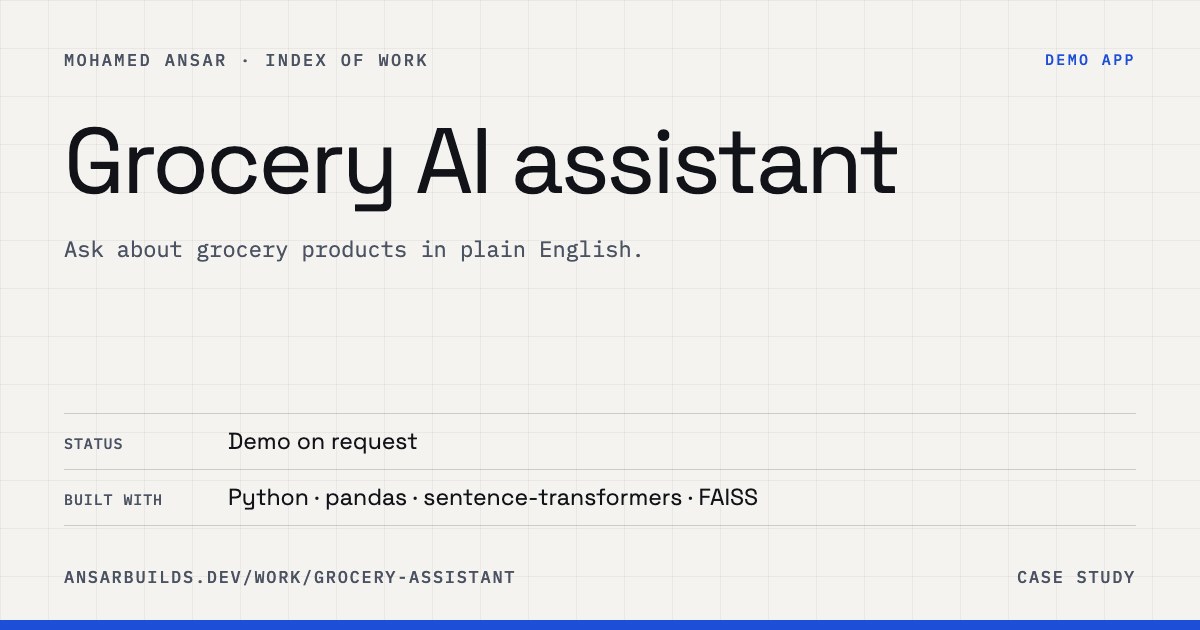 MOHAMED ANSAR · INDEX OF WORK
DEMO APP
Grocery AI assistant
Ask about grocery products in plain English.
STATUS Demo on request
BUILT WITH Python · pandas · sentence-transformers · FAISS
ANSARBUILDS.DEV/WORK/GROCERY-ASSISTANT
CASE STUDY